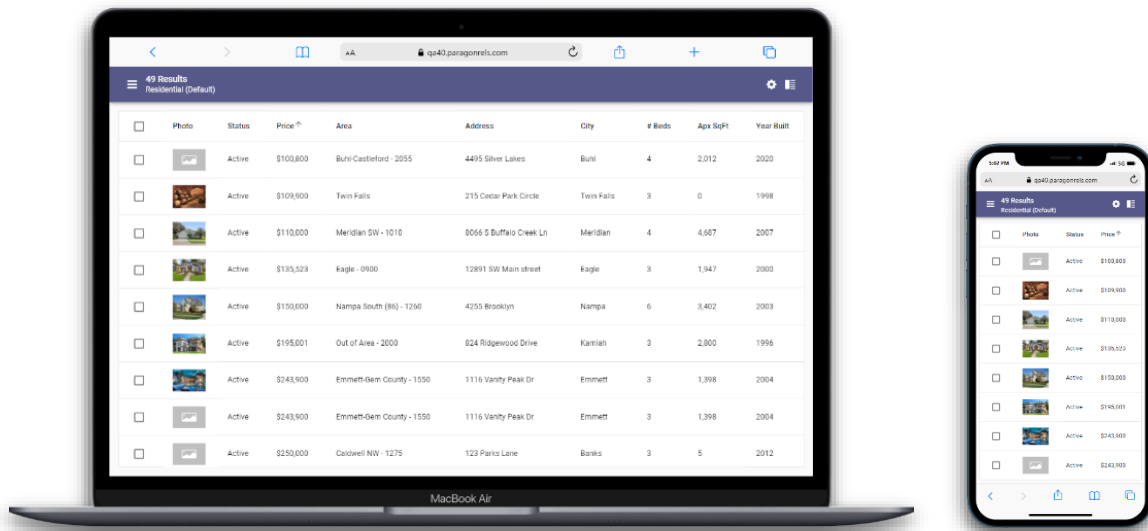 AA qa40.paragonrels.com
49 Results
Residential (Default)
Photo Status Price↑ Area Address City # Beds Apx SqFt Year Built
Active $100,800 Buhl-Castleford - 2055 4495 Silver Lakes Buhl 4 2,012 2020
Active $109,900 Twin Falls 215 Cedar Park Circle Twin Falls 3 0 1998
Active $110,000 Meridian SW - 1010 8066 S Buffalo Creek Ln Meridian 4 4,687 2007
Active $135,523 Eagle - 0900 12891 SW Main street Eagle 3 1,947 2000
Active $150,000 Nampa South (86) - 1260 4255 Brooklyn Nampa 6 3,402 2003
Active $195,001 Out of Area - 2000 824 Ridgewood Drive Kamiah 3 2,800 1996
Active $243,900 Emmett-Gem County - 1550 1116 Vanity Peak Dr Emmett 3 1,398 2004
Active $243,900 Emmett-Gem County - 1550 1116 Vanity Peak Dr Emmett 3 1,398 2004
Active $250,000 Caldwell NW - 1275 123 Parks Lane Banks 3 5 2012
MacBook Air
5:02 PM 5G
AA qa40.paragonrels.com
49 Results
Residential (Default)
Photo Status Price↑
Active $100,800
Active $109,900
Active $110,000
Active $135,523
Active $150,000
Active $195,001
Active $243,900
Active $243,900